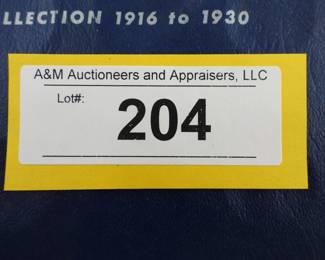 LLECTION 1916 to 1930
A&M Auctioneers and Appraisers, LLC
Lot#:
204